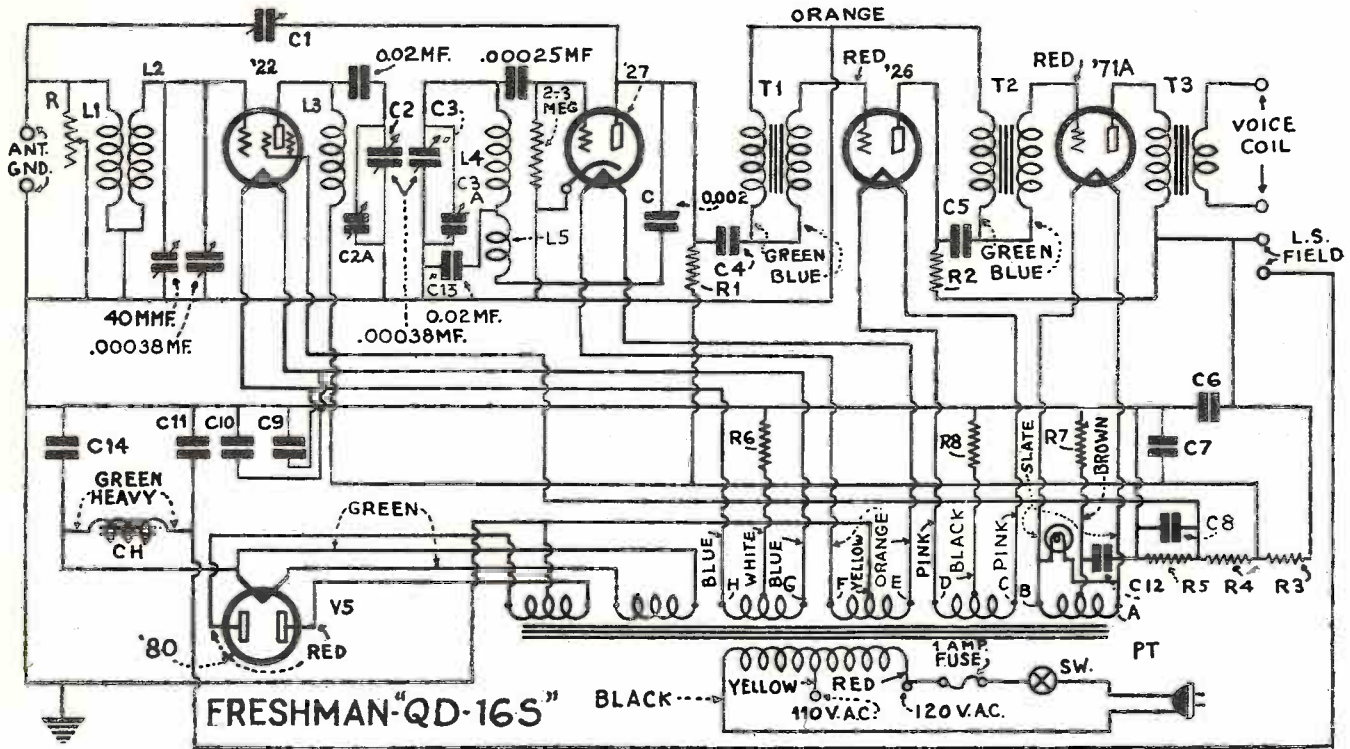 ORANGE
C1
0.02MF.
.00025MF
L2
'22
'27
RED
'26
RED
'71A
T1
T2
T3
R
L1
L3
C2
C3
2-3
MEG
L4
ANT.
GND.
VOICE
COIL
C3
A
C
0.002
C5
L5
C2A
C13
C4
GREEN
BLUE
R1
GREEN
BLUE
R2
L.S.
FIELD
40MMF.
.00038MF.
.00038MF.
0.02MF.
C6
C14
C11
C10
C9
R6
R8
SLATE
R7
BROWN
C7
GREEN
HEAVY
CH
GREEN
BLUE
WHITE
BLUE
YELLOW
ORANGE
PINK
BLACK
PINK
C8
H
G
F
E
D
C
B
A
C12
R5
R4
R3
V5
'80
RED
PT
1 AMP.
FUSE
SW.
BLACK
YELLOW
RED
110V.A.C.
120V.A.C.
FRESHMAN-"QD-16-S"